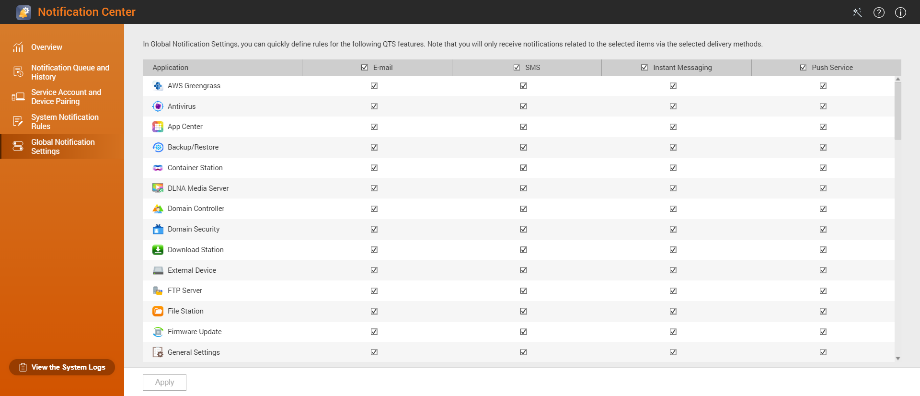 Notification Center
Overview
Notification Queue and
History
Service Account and
Device Pairing
System Notification
Rules
Global Notification
Settings
View the System Logs
In Global Notification Settings, you can quickly define rules for the following QTS features. Note that you will only receive notifications related to the selected items via the selected delivery methods.
Application E-mail SMS Instant Messaging Push Service
AWS Greengrass
Antivirus
App Center
Backup/Restore
Container Station
DLNA Media Server
Domain Controller
Domain Security
Download Station
External Device
FTP Server
File Station
Firmware Update
General Settings
Apply